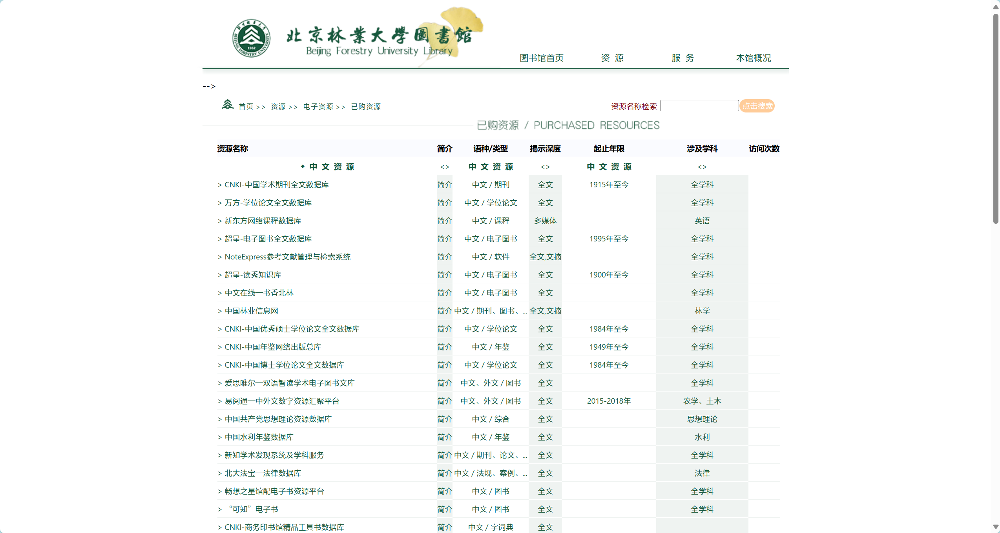 北京林業大學圖書館
Beijing Forestry University Library
BEIJING FORESTRY UNIVERSITY
1952
图书馆首页 资 源 服 务 本馆概况
-->
首页 >> 资源 >> 电子资源 >> 已购资源
资源名称检索 点击搜索
已购资源 / PURCHASED RESOURCES
资源名称 简介 语种/类型 揭示深度 起止年限 涉及学科 访问次数
◆ 中 文 资 源 <> 中 文 资 源 <> 中 文 资 源 <>
> CNKI-中国学术期刊全文数据库 简介 中文 / 期刊 全文 1915年至今 全学科
> 万方-学位论文全文数据库 简介 中文 / 学位论文 全文 全学科
> 新东方网络课程数据库 简介 中文 / 课程 多媒体 英语
> 超星-电子图书全文数据库 简介 中文 / 电子图书 全文 1995年至今 全学科
> NoteExpress参考文献管理与检索系统 简介 中文 / 软件 全文,文摘 全学科
> 超星-读秀知识库 简介 中文 / 电子图书 全文 1900年至今 全学科
> 中文在线—书香北林 简介 中文 / 电子图书 全文 全学科
> 中国林业信息网 简介 中文 / 期刊、图书、... 全文,文摘 林学
> CNKI-中国优秀硕士学位论文全文数据库 简介 中文 / 学位论文 全文 1984年至今 全学科
> CNKI-中国年鉴网络出版总库 简介 中文 / 年鉴 全文 1949年至今 全学科
> CNKI-中国博士学位论文全文数据库 简介 中文 / 学位论文 全文 1984年至今 全学科
> 爱思唯尔—双语智读学术电子图书文库 简介 中文、外文 / 图书 全文 全学科
> 易阅通—中外文数字资源汇聚平台 简介 中文、外文 / 图书 全文 2015-2018年 农学、土木
> 中国共产党思想理论资源数据库 简介 中文 / 综合 全文 思想理论
> 中国水利年鉴数据库 简介 中文 / 年鉴 全文 水利
> 新知学术发现系统及学科服务 简介 中文 / 期刊、论文、... 全文 全学科
> 北大法宝—法律数据库 简介 中文 / 法规、案例、... 全文 法律
> 畅想之星馆配电子书资源平台 简介 中文 / 图书 全文 全学科
> “可知”电子书 简介 中文 / 图书 全文 全学科
> CNKI-商务印书馆精品工具书数据库 简介 中文 / 字词典 全文